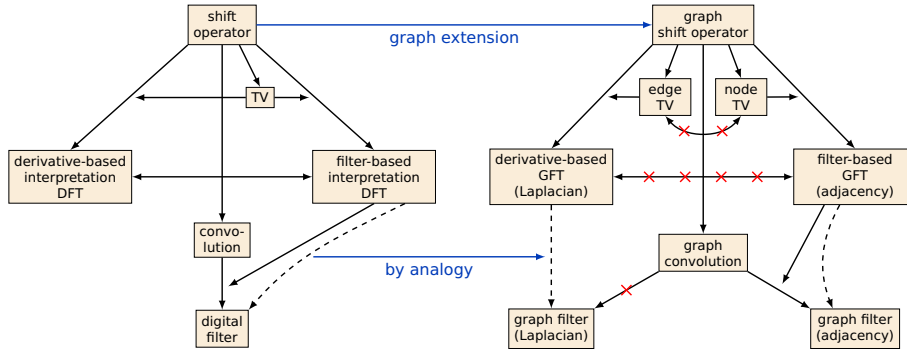 shift
operator
graph extension
graph
shift operator
TV
edge
TV
node
TV
derivative-based
interpretation
DFT
filter-based
interpretation
DFT
derivative-based
GFT
(Laplacian)
filter-based
GFT
(adjacency)
convo-
lution
graph
convolution
by analogy
digital
filter
graph filter
(Laplacian)
graph filter
(adjacency)